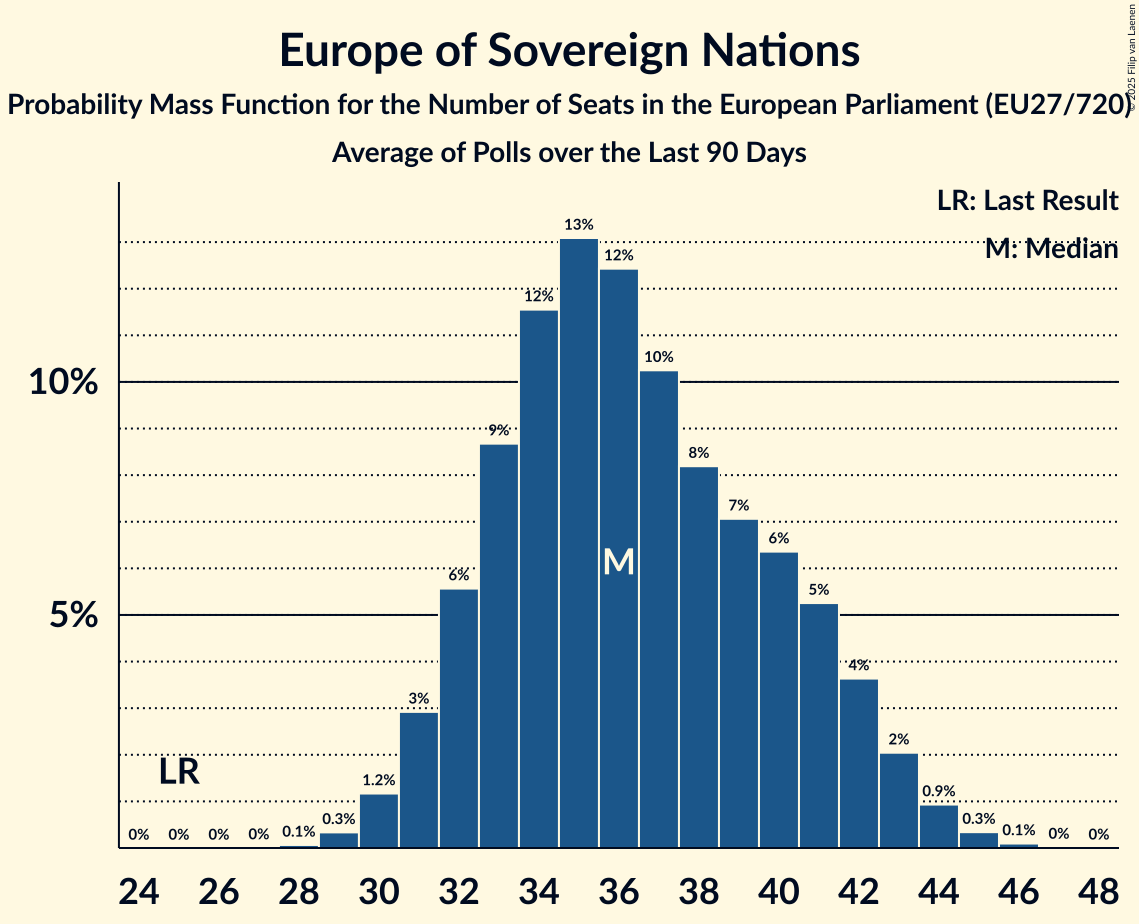 © 2025 Filip van Laenen
Europe of Sovereign Nations
Probability Mass Function for the Number of Seats in the European Parliament (EU27/720)
Average of Polls over the Last 90 Days
LR: Last Result
M: Median
10%
5%
0% 0% 0% 0% 0.1% 0.3% 1.2% 3% 6% 9% 12% 13% 12% 10% 8% 7% 6% 5% 4% 2% 0.9% 0.3% 0.1% 0% 0%
LR
M
24 26 28 30 32 34 36 38 40 42 44 46 48